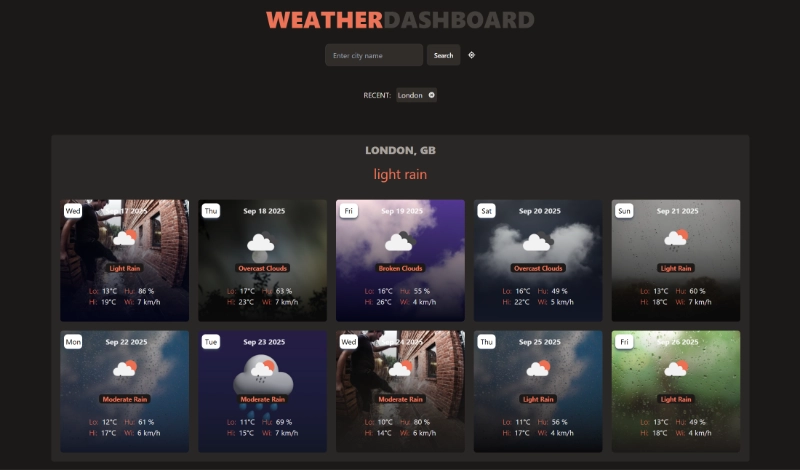 WEATHERDASHBOARD
Enter city name Search
RECENT: London
LONDON, GB
light rain
Wed Sep 17 2025
Light Rain
Lo: 13°C Hu: 86 %
Hi: 19°C Wi: 7 km/h
Thu Sep 18 2025
Overcast Clouds
Lo: 17°C Hu: 63 %
Hi: 23°C Wi: 7 km/h
Fri Sep 19 2025
Broken Clouds
Lo: 16°C Hu: 55 %
Hi: 26°C Wi: 4 km/h
Sat Sep 20 2025
Overcast Clouds
Lo: 16°C Hu: 49 %
Hi: 22°C Wi: 5 km/h
Sun Sep 21 2025
Light Rain
Lo: 13°C Hu: 60 %
Hi: 18°C Wi: 7 km/h
Mon Sep 22 2025
Moderate Rain
Lo: 12°C Hu: 61 %
Hi: 17°C Wi: 6 km/h
Tue Sep 23 2025
Moderate Rain
Lo: 11°C Hu: 69 %
Hi: 15°C Wi: 7 km/h
Wed Sep 24 2025
Moderate Rain
Lo: 10°C Hu: 80 %
Hi: 14°C Wi: 6 km/h
Thu Sep 25 2025
Light Rain
Lo: 11°C Hu: 56 %
Hi: 17°C Wi: 4 km/h
Fri Sep 26 2025
Light Rain
Lo: 13°C Hu: 49 %
Hi: 18°C Wi: 4 km/h